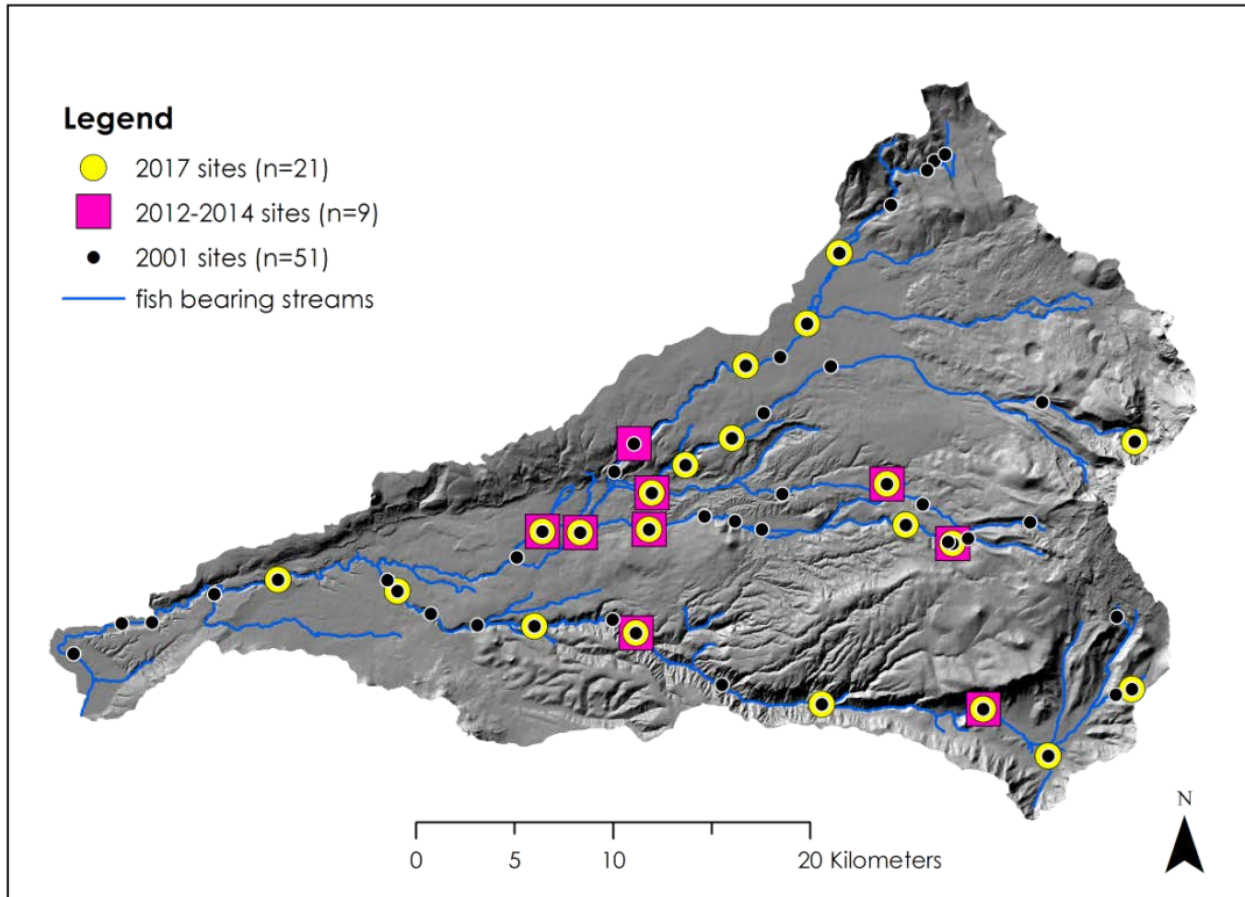 Legend
2017 sites (n=21)
2012-2014 sites (n=9)
2001 sites (n=51)
fish bearing streams
N
0 5 10 20 Kilometers